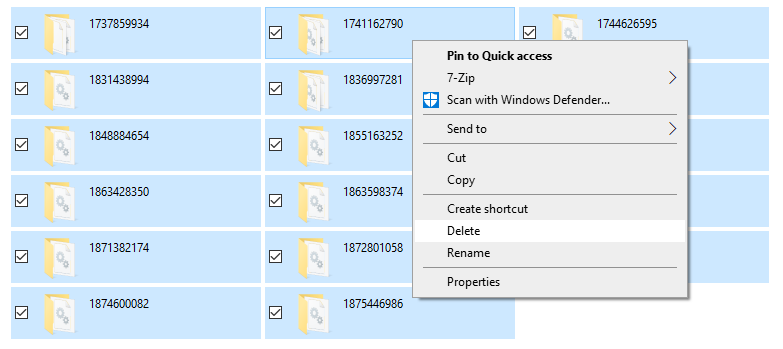 1737859934
1741162790
1744626595
1831438994
1836997281
1848884654
1855163252
1863428350
1863598374
1871382174
1872801058
1874600082
1875446986
Pin to Quick access
7-Zip
Scan with Windows Defender...
Send to
Cut
Copy
Create shortcut
Delete
Rename
Properties